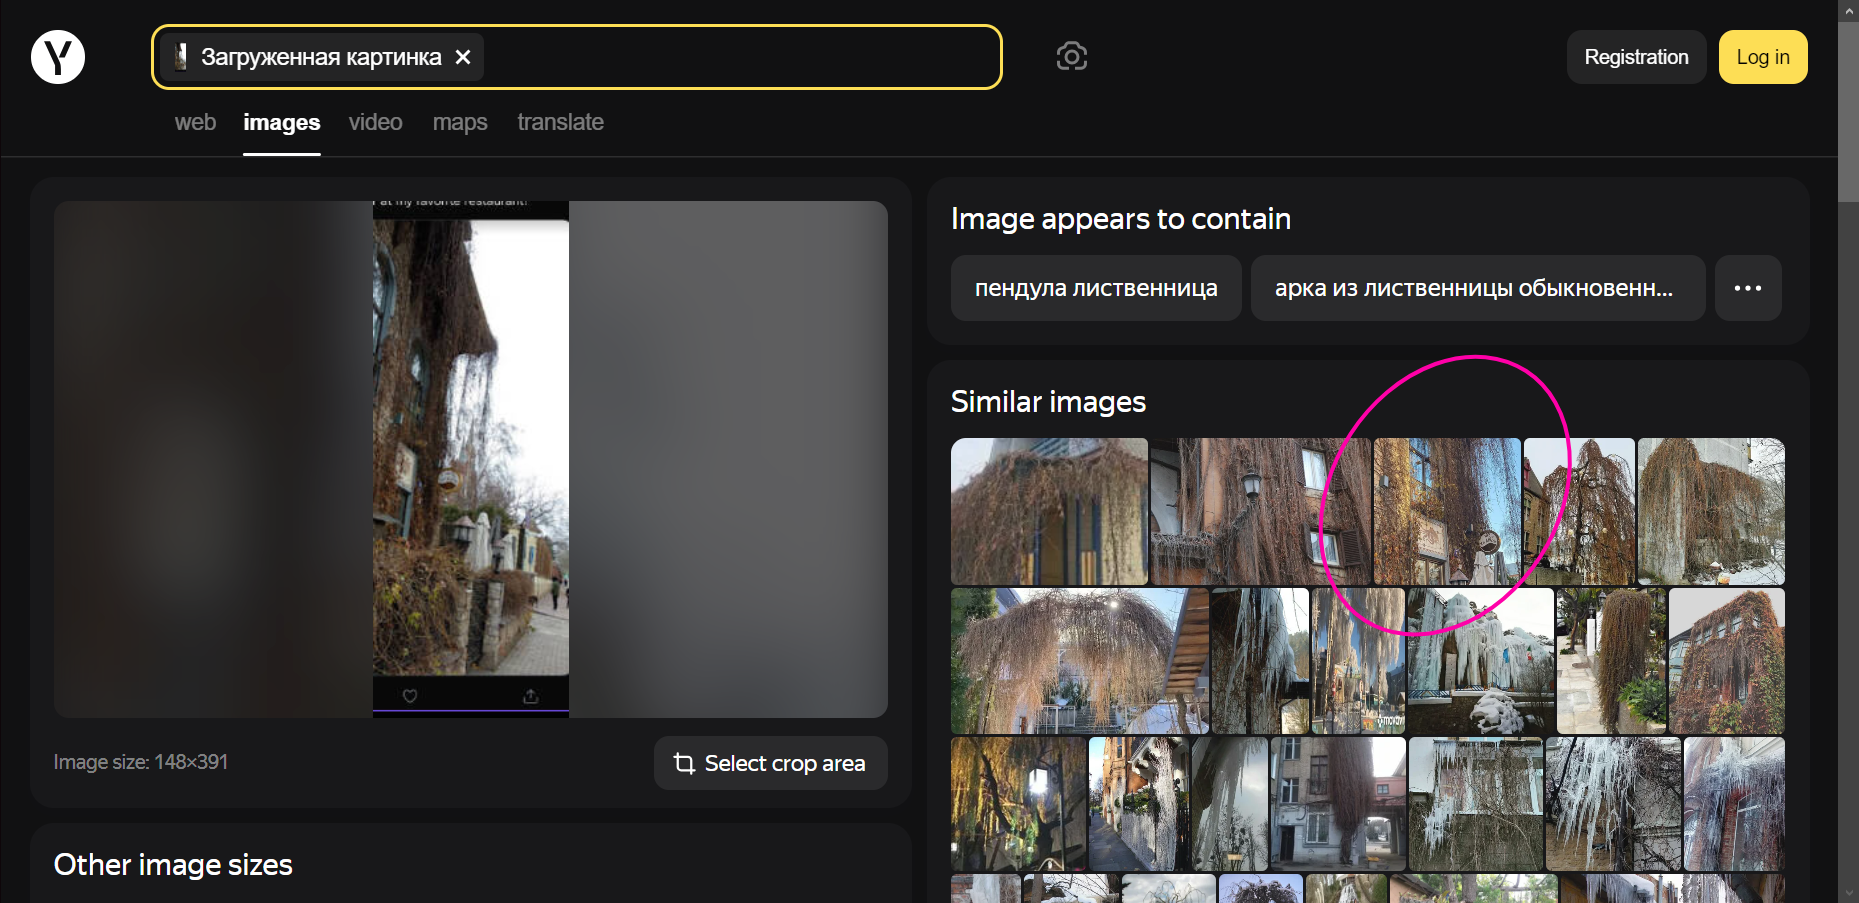 Y
Загруженная картинка
Registration
Log in
web images video maps translate
at my favorite restaurant!
Image size: 148×391
Select crop area
Other image sizes
Image appears to contain
пендула лиственница
арка из лиственницы обыкновенн...
Similar images